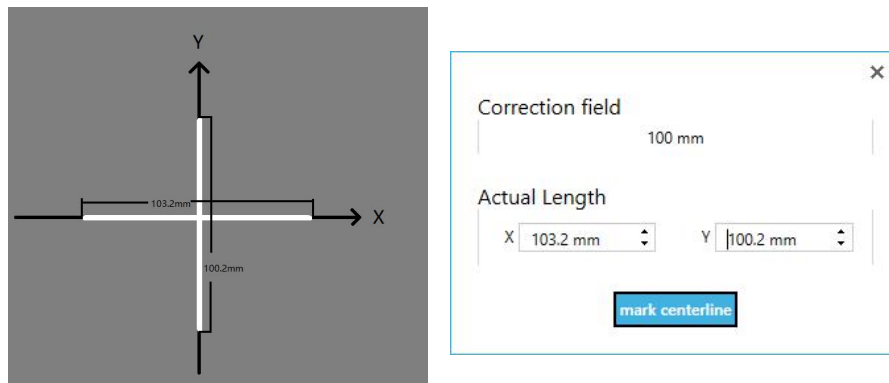 Y
103.2mm
X
100.2mm
×
Correction field
100 mm
Actual Length
X 103.2 mm Y 100.2 mm
mark centerline